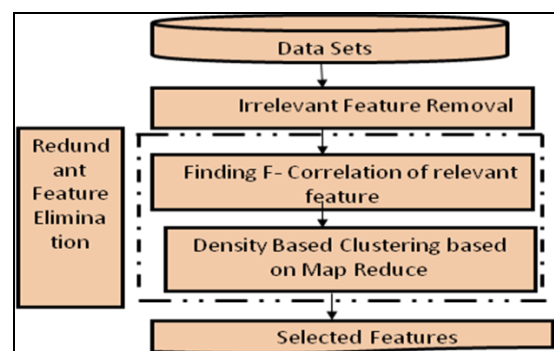 Data Sets
Irrelevant Feature Removal
Redund
ant
Feature
Elimina
tion
Finding F- Correlation of relevant
feature
Density Based Clustering based
on Map Reduce
Selected Features